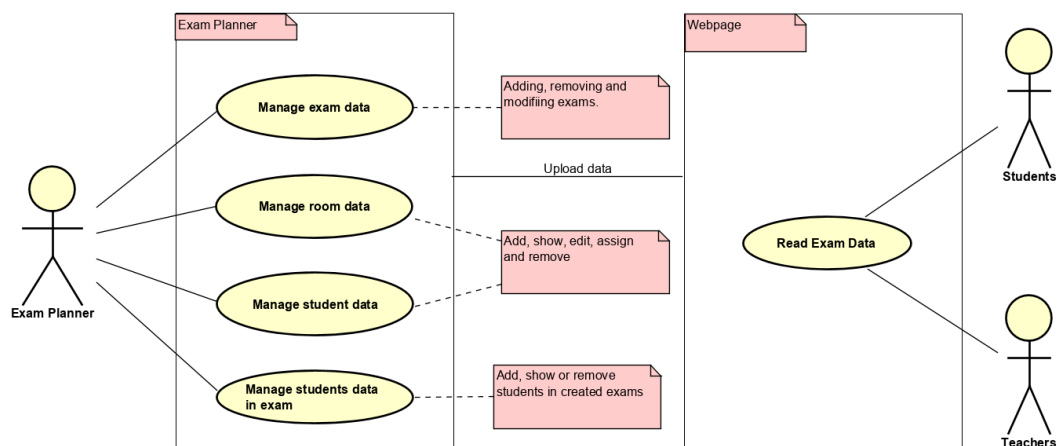 Exam Planner
Webpage
Manage exam data
Adding, removing and
modifiing exams.
Upload data
Students
Manage room data
Add, show, edit, assign
and remove
Read Exam Data
Manage student data
Exam Planner
Manage students data
in exam
Add, show or remove
students in created exams
Teachers